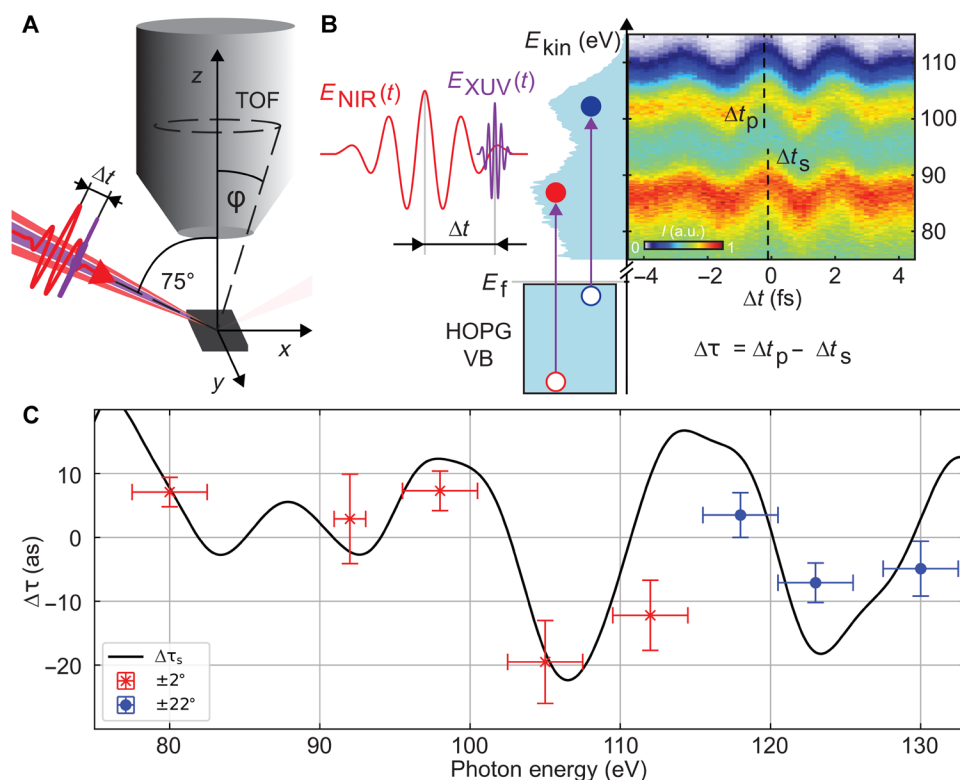 A
z
TOF
φ
Δt
75°
x
y
B
E_NIR(t)
E_XUV(t)
Δt
E_kin (eV)
E_f
HOPG
VB
Δt_p
Δt_s
I (a.u.)
0 1
110
100
90
80
−4 −2 0 2 4
Δt (fs)
Δτ = Δt_p − Δt_s
C
Δτ (as)
10
0
−10
−20
Δτ_s
±2°
±22°
80 90 100 110 120 130
Photon energy (eV)